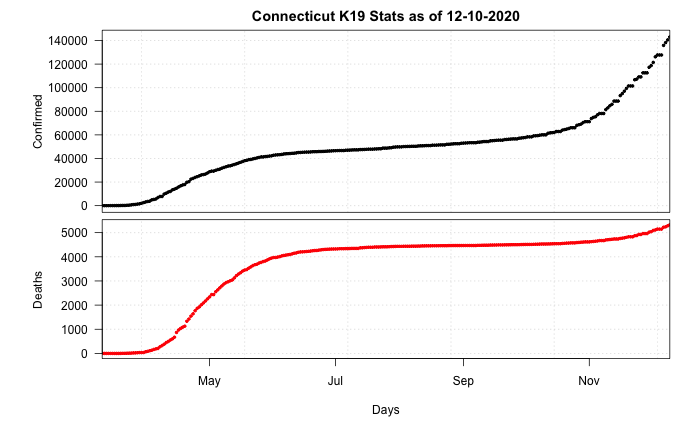 Connecticut K19 Stats as of 12-10-2020
Confirmed
140000
120000
100000
80000
60000
40000
20000
0
Deaths
5000
4000
3000
2000
1000
0
May Jul Sep Nov
Days